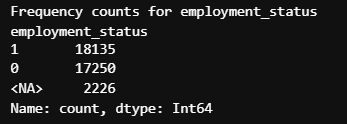 Frequency counts for employment_status
employment_status
1       18135
0       17250
<NA>     2226
Name: count, dtype: Int64